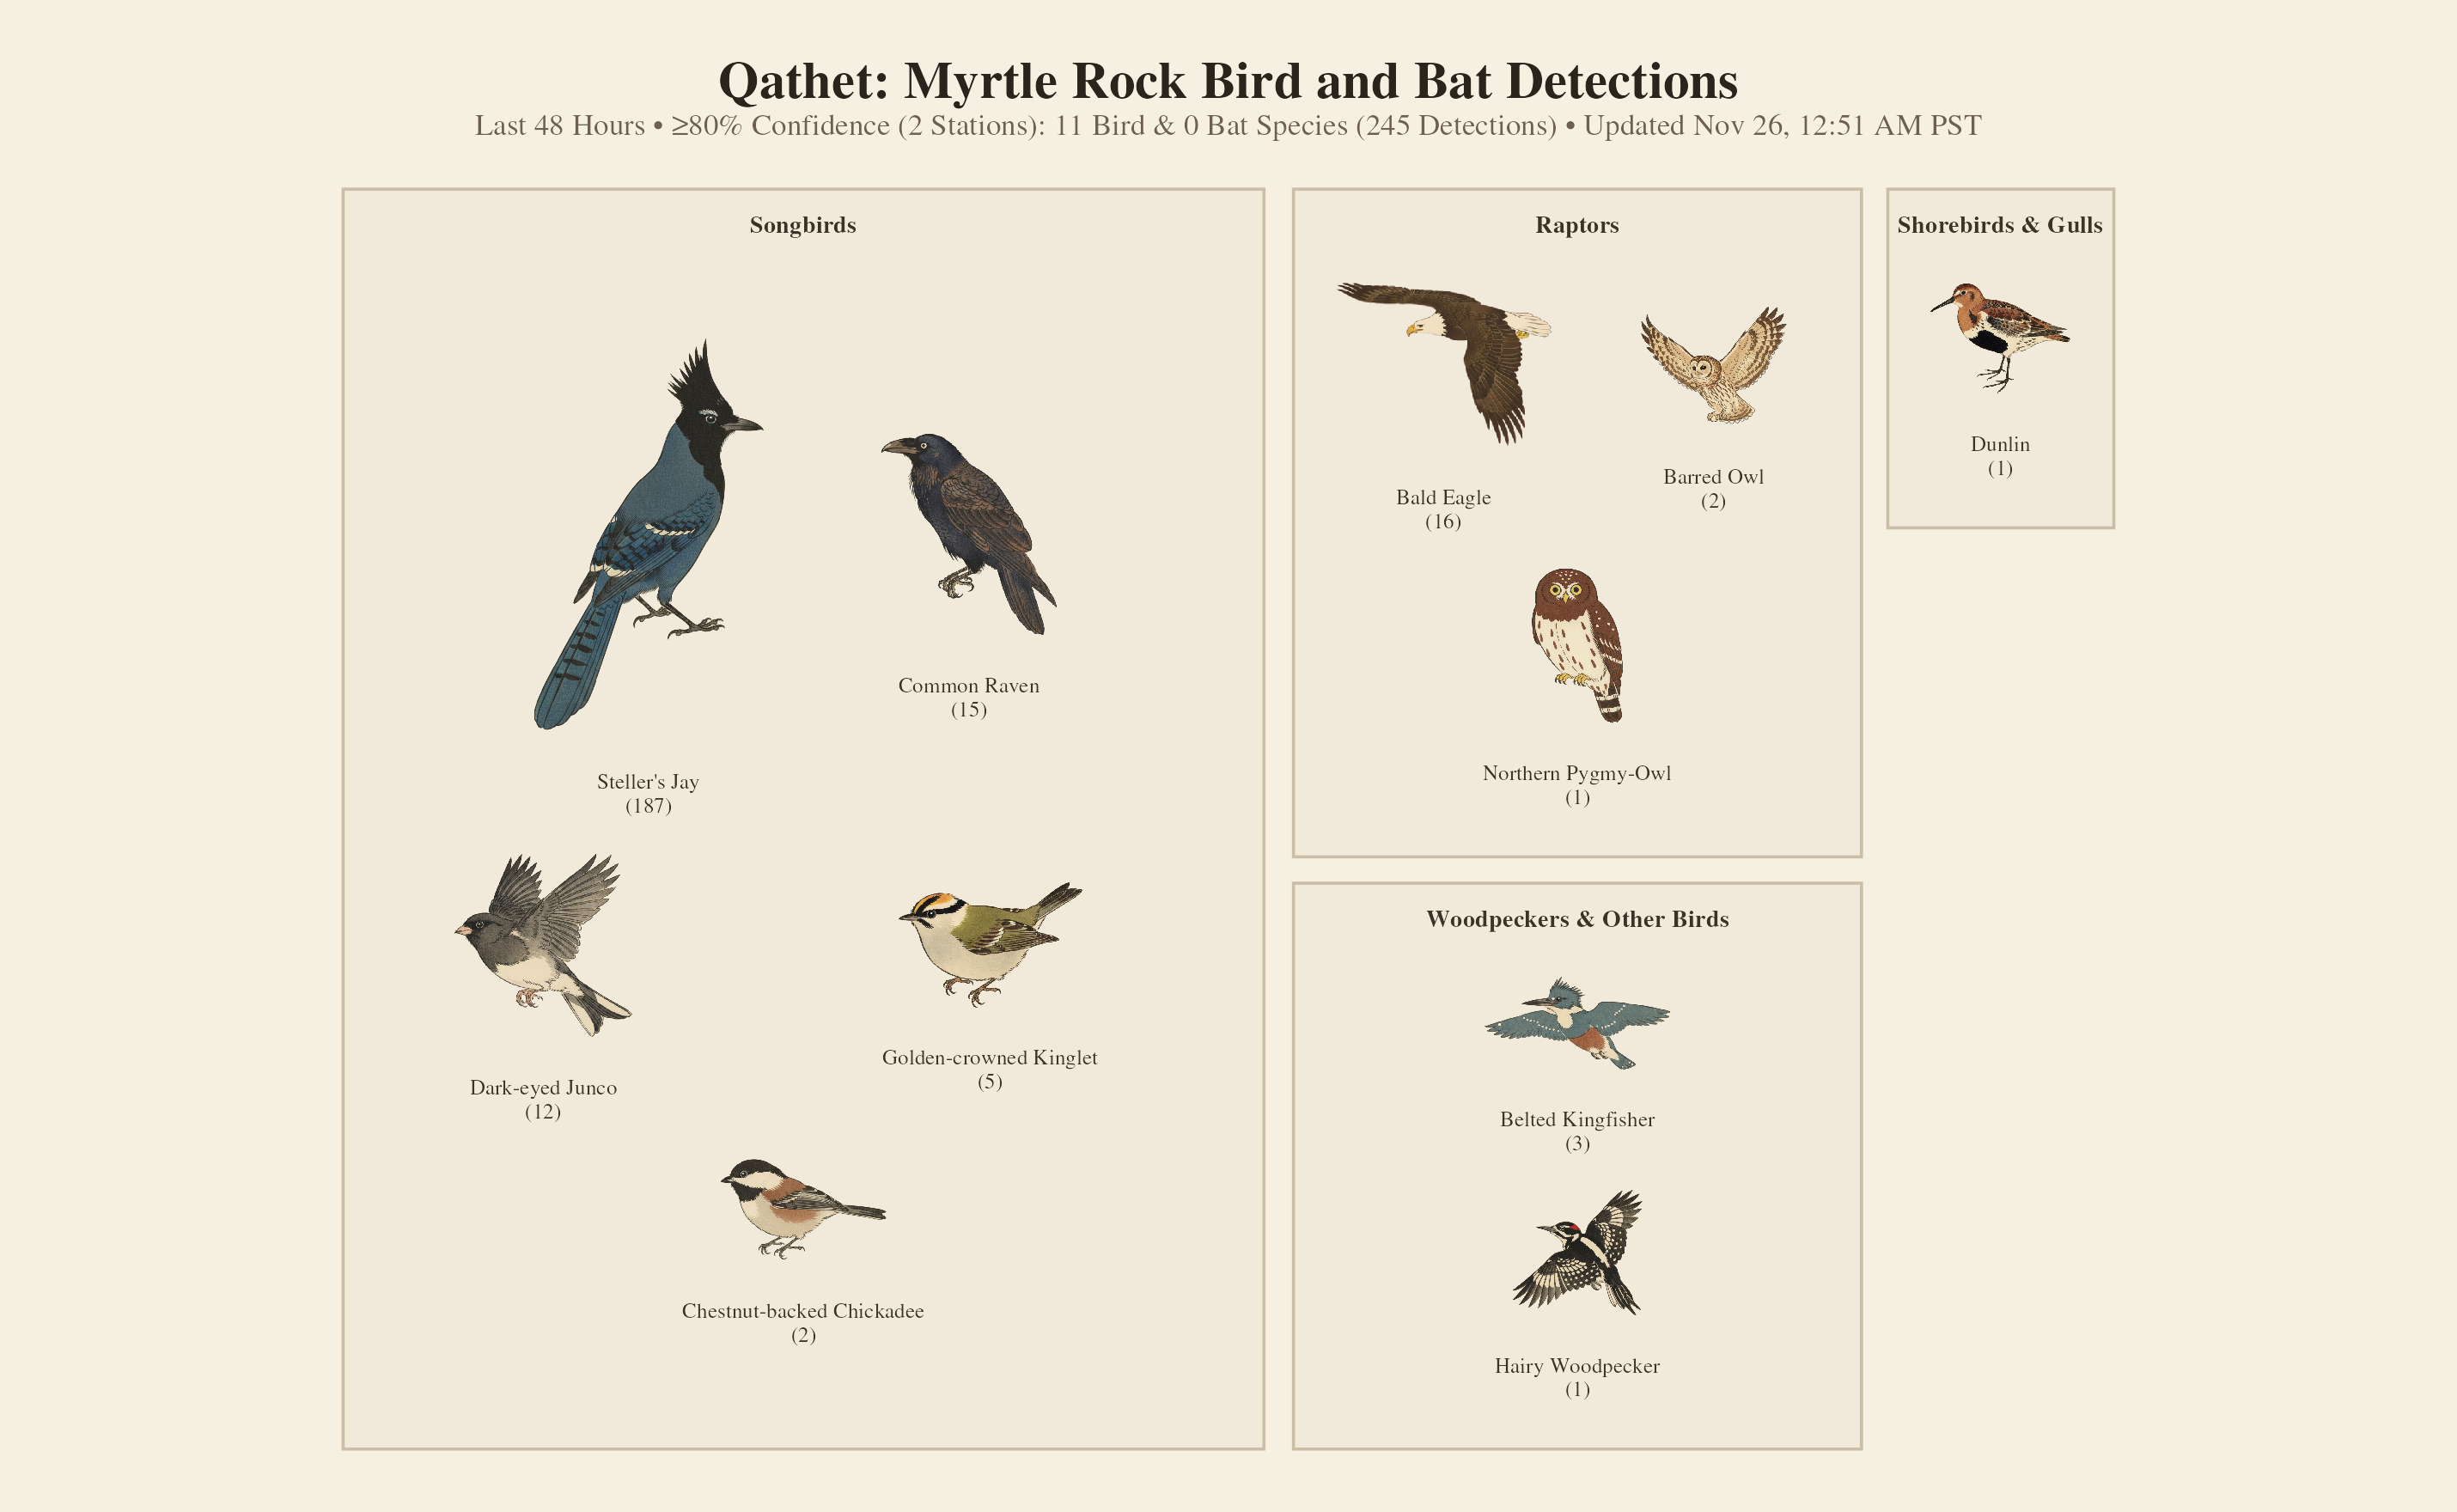 Qathet: Myrtle Rock Bird and Bat Detections
Last 48 Hours • ≥80% Confidence (2 Stations): 11 Bird & 0 Bat Species (245 Detections) • Updated Nov 26, 12:51 AM PST
Songbirds
Steller's Jay
(187)
Common Raven
(15)
Dark-eyed Junco
(12)
Golden-crowned Kinglet
(5)
Chestnut-backed Chickadee
(2)
Raptors
Bald Eagle
(16)
Barred Owl
(2)
Northern Pygmy-Owl
(1)
Woodpeckers & Other Birds
Belted Kingfisher
(3)
Hairy Woodpecker
(1)
Shorebirds & Gulls
Dunlin
(1)